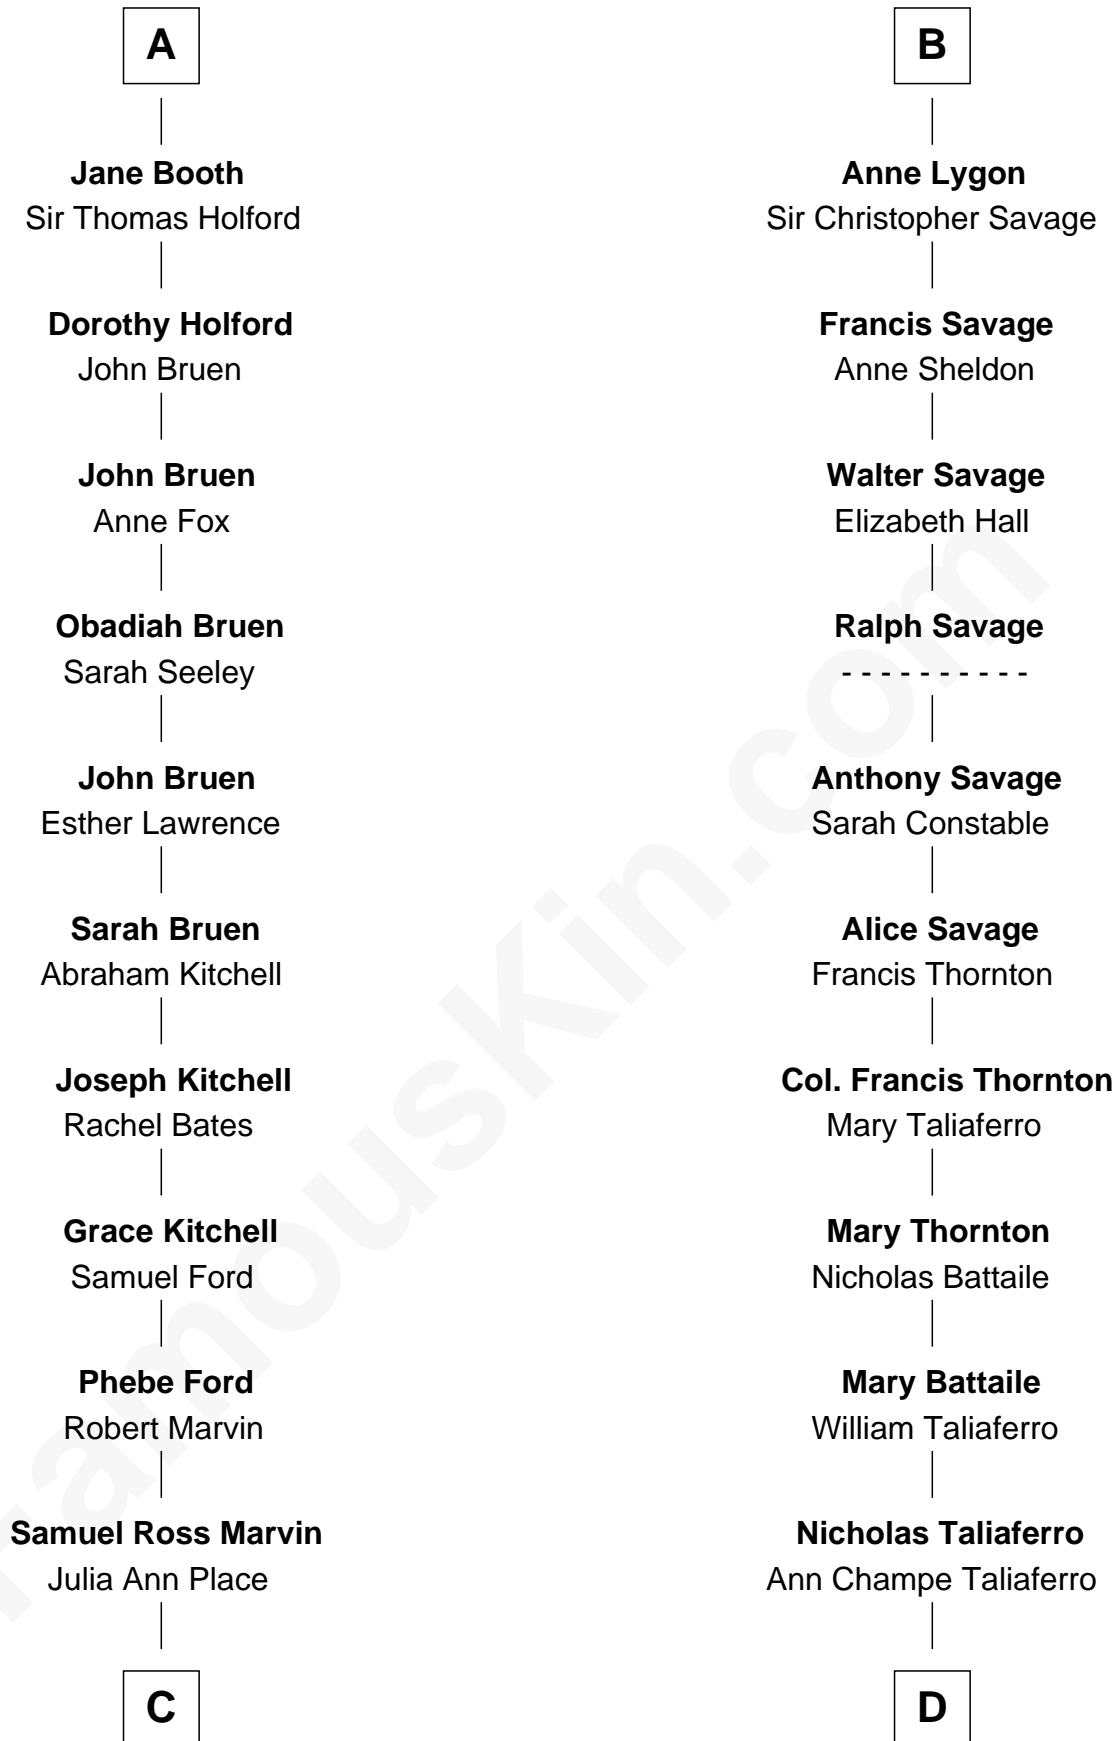 A
Jane Booth
Sir Thomas Holford
Dorothy Holford
John Bruen
John Bruen
Anne Fox
Obadiah Bruen
Sarah Seeley
John Bruen
Esther Lawrence
Sarah Bruen
Abraham Kitchell
Joseph Kitchell
Rachel Bates
Grace Kitchell
Samuel Ford
Phebe Ford
Robert Marvin
Samuel Ross Marvin
Julia Ann Place
C
B
Anne Lygon
Sir Christopher Savage
Francis Savage
Anne Sheldon
Walter Savage
Elizabeth Hall
Ralph Savage
- - - - - - - - - -
Anthony Savage
Sarah Constable
Alice Savage
Francis Thornton
Col. Francis Thornton
Mary Taliaferro
Mary Thornton
Nicholas Battaile
Mary Battaile
William Taliaferro
Nicholas Taliaferro
Ann Champe Taliaferro
D
FamousKin.com